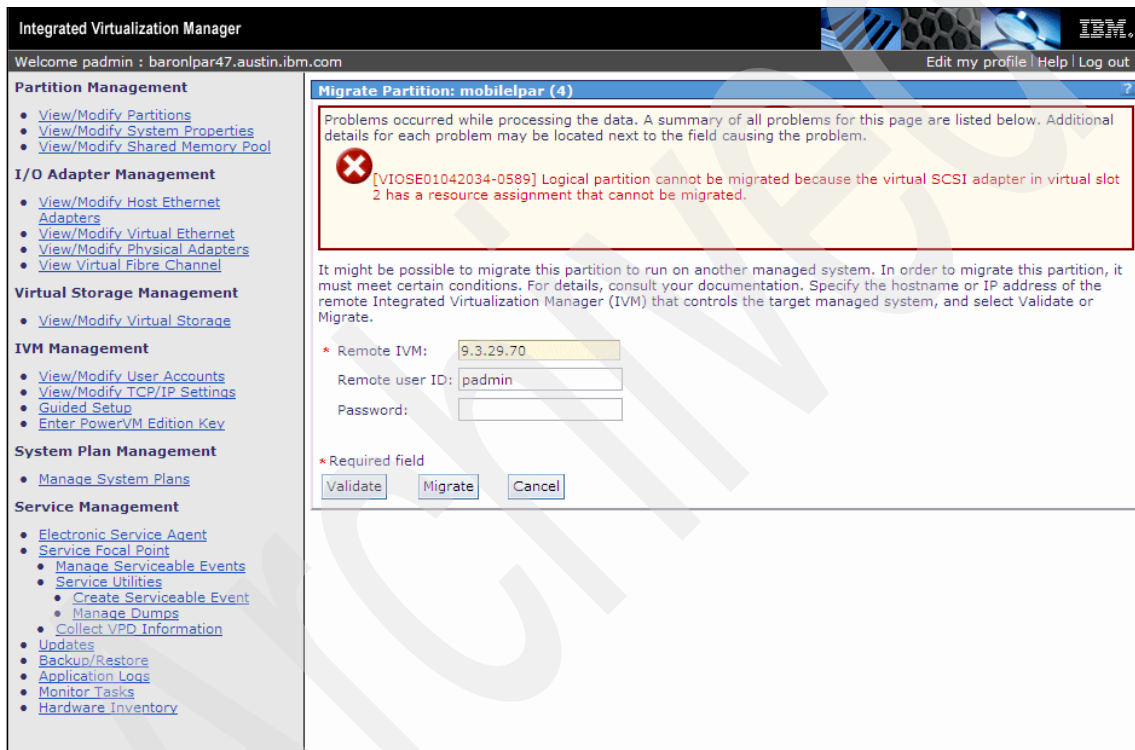 Integrated Virtualization Manager
IBM.
Welcome padmin : baronlpar47.austin.ibm.com
Edit my profile | Help | Log out
Partition Management
View/Modify Partitions
View/Modify System Properties
View/Modify Shared Memory Pool
I/O Adapter Management
View/Modify Host Ethernet
Adapters
View/Modify Virtual Ethernet
View/Modify Physical Adapters
View Virtual Fibre Channel
Virtual Storage Management
View/Modify Virtual Storage
IVM Management
View/Modify User Accounts
View/Modify TCP/IP Settings
Guided Setup
Enter PowerVM Edition Key
System Plan Management
Manage System Plans
Service Management
Electronic Service Agent
Service Focal Point
Manage Serviceable Events
Service Utilities
Create Serviceable Event
Manage Dumps
Collect VPD Information
Updates
Backup/Restore
Application Logs
Monitor Tasks
Hardware Inventory
Migrate Partition: mobilelpar (4)
?
Problems occurred while processing the data. A summary of all problems for this page are listed below. Additional
details for each problem may be located next to the field causing the problem.
[VIOSE01042034-0589] Logical partition cannot be migrated because the virtual SCSI adapter in virtual slot
2 has a resource assignment that cannot be migrated.
It might be possible to migrate this partition to run on another managed system. In order to migrate this partition, it
must meet certain conditions. For details, consult your documentation. Specify the hostname or IP address of the
remote Integrated Virtualization Manager (IVM) that controls the target managed system, and select Validate or
Migrate.
* Remote IVM: 9.3.29.70
Remote user ID: padmin
Password:
* Required field
Validate Migrate Cancel
Archived